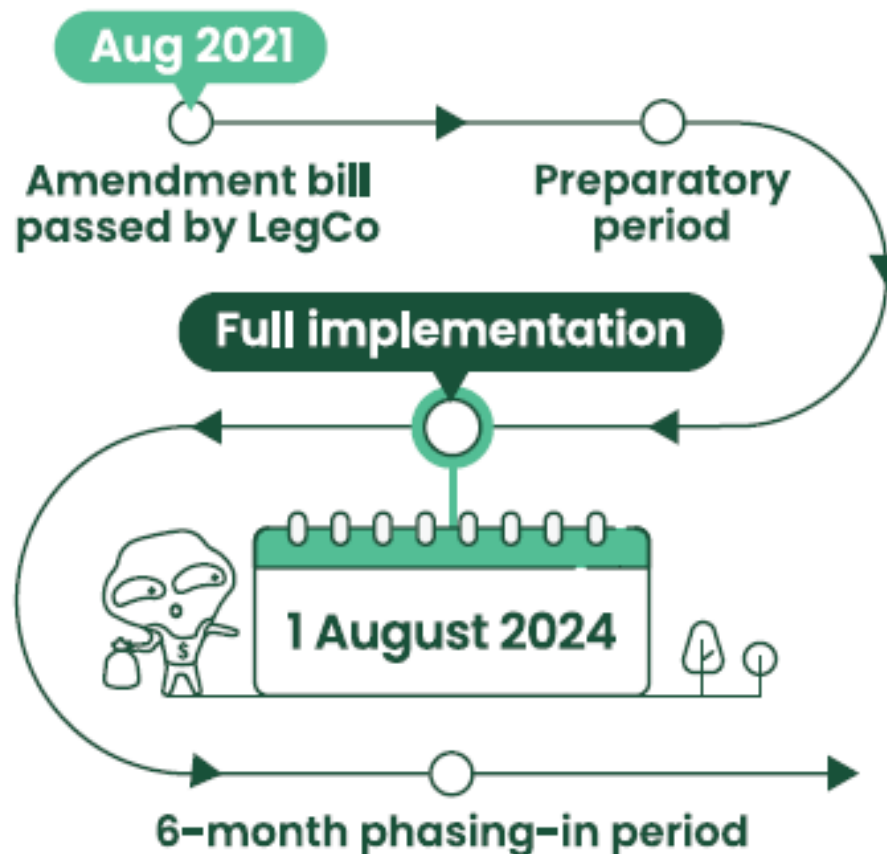 Aug 2021
Amendment bill
passed by LegCo
Preparatory
period
Full implementation
$
1 August 2024
6-month phasing-in period